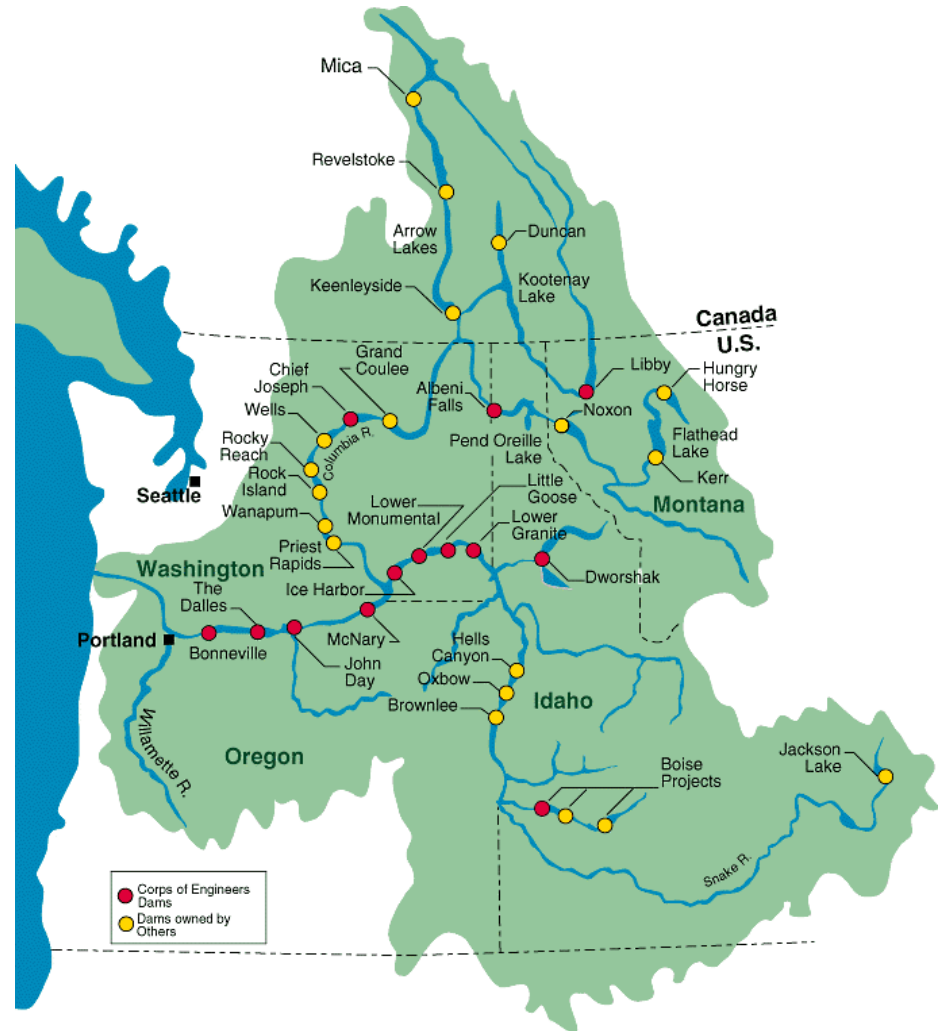 Mica
Revelstoke
Arrow
Lakes
Duncan
Kootenay
Lake
Keenleyside
Canada
U.S.
Grand
Coulee
Chief
Joseph
Albeni
Falls
Libby
Hungry
Horse
Wells
Noxon
Columbia R.
Rocky
Reach
Pend Oreille
Lake
Flathead
Lake
Rock
Island
Kerr
Seattle
Little
Goose
Wanapum
Lower
Monumental
Lower
Granite
Montana
Priest
Rapids
Washington
Ice Harbor
Dworshak
The
Dalles
Portland
Bonneville
McNary
John
Day
Hells
Canyon
Oxbow
Brownlee
Idaho
Willamette R.
Oregon
Boise
Projects
Jackson
Lake
Snake R.
Corps of Engineers
Dams
Dams owned by
Others